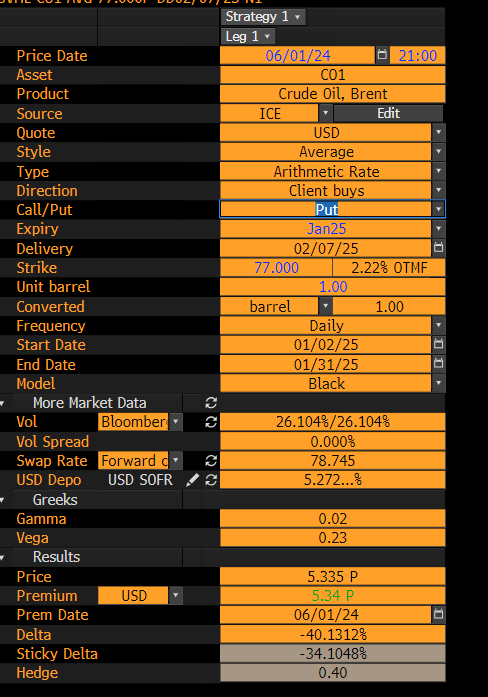 Strategy 1
Leg 1
Price Date 06/01/24 21:00
Asset CO1
Product Crude Oil, Brent
Source ICE Edit
Quote USD
Style Average
Type Arithmetic Rate
Direction Client buys
Call/Put Put
Expiry Jan25
Delivery 02/07/25
Strike 77.000 2.22% OTMF
Unit barrel 1.00
Converted barrel 1.00
Frequency Daily
Start Date 01/02/25
End Date 01/31/25
Model Black
More Market Data
Vol Bloomber 26.104%/26.104%
Vol Spread 0.000%
Swap Rate Forward c 78.745
USD Depo USD SOFR 5.272...%
Greeks
Gamma 0.02
Vega 0.23
Results
Price 5.335 P
Premium USD 5.34 P
Prem Date 06/01/24
Delta -40.1312%
Sticky Delta -34.1048%
Hedge 0.40